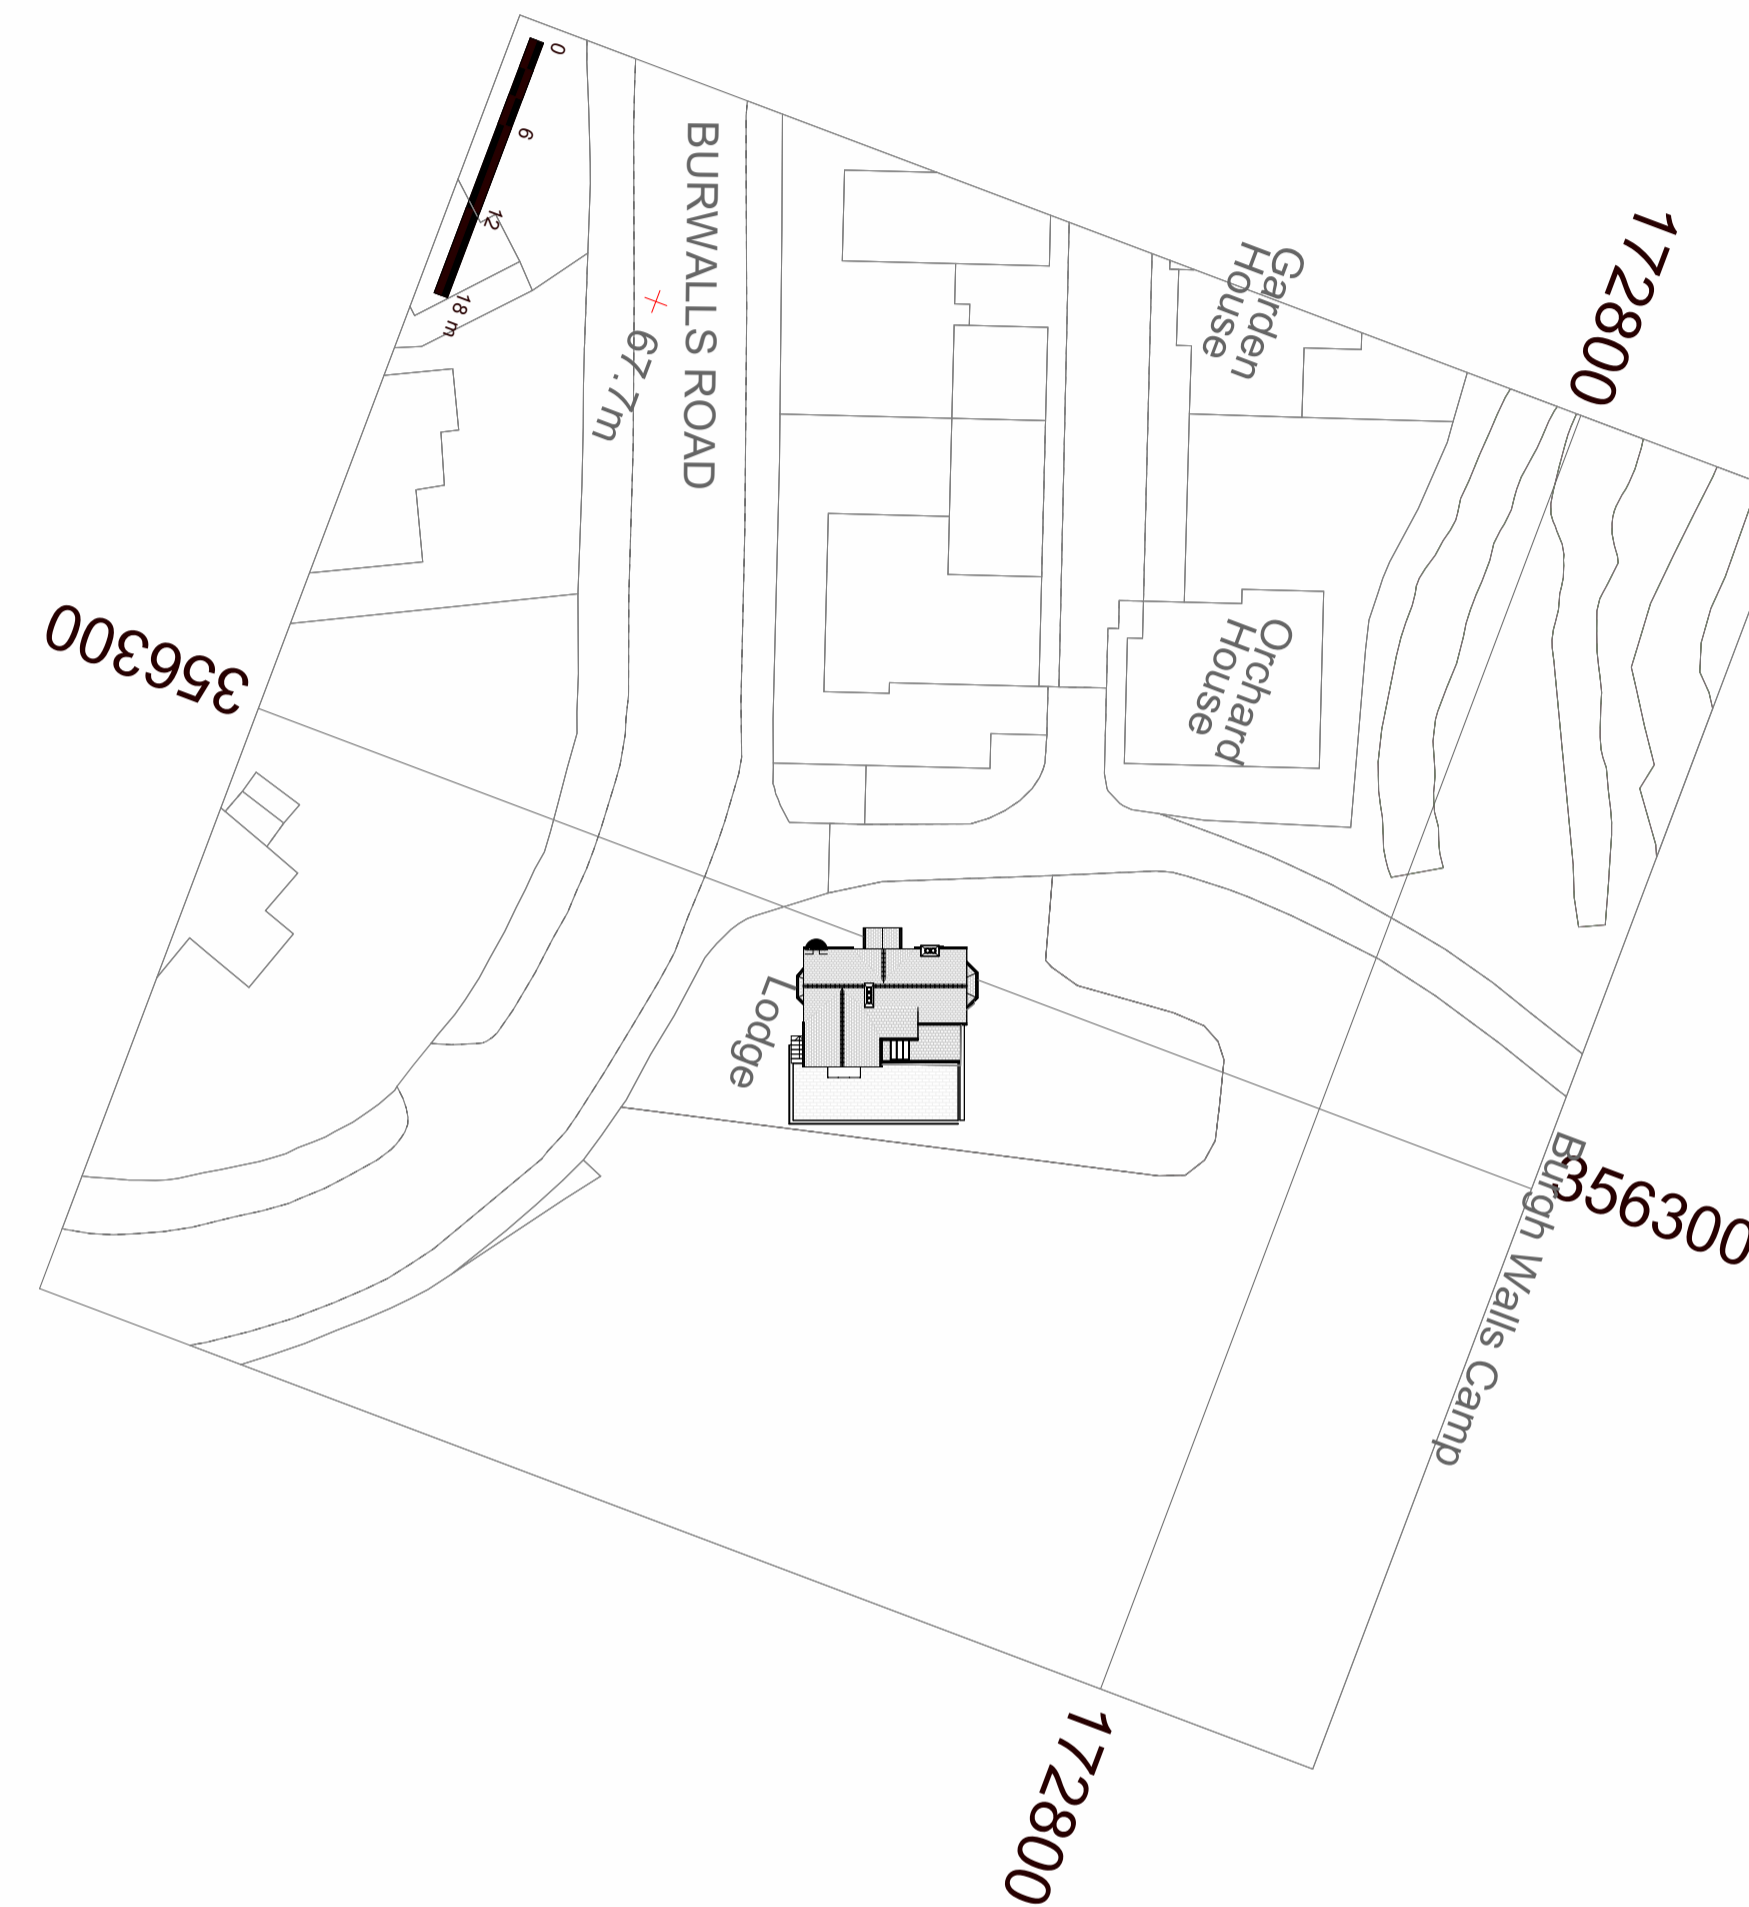 0
6
12
18 m
BURWALLS ROAD
67.7m
Garden
House
172800
356300
Orchard
House
Lodge
356300
Burgh Walls Camp
172800